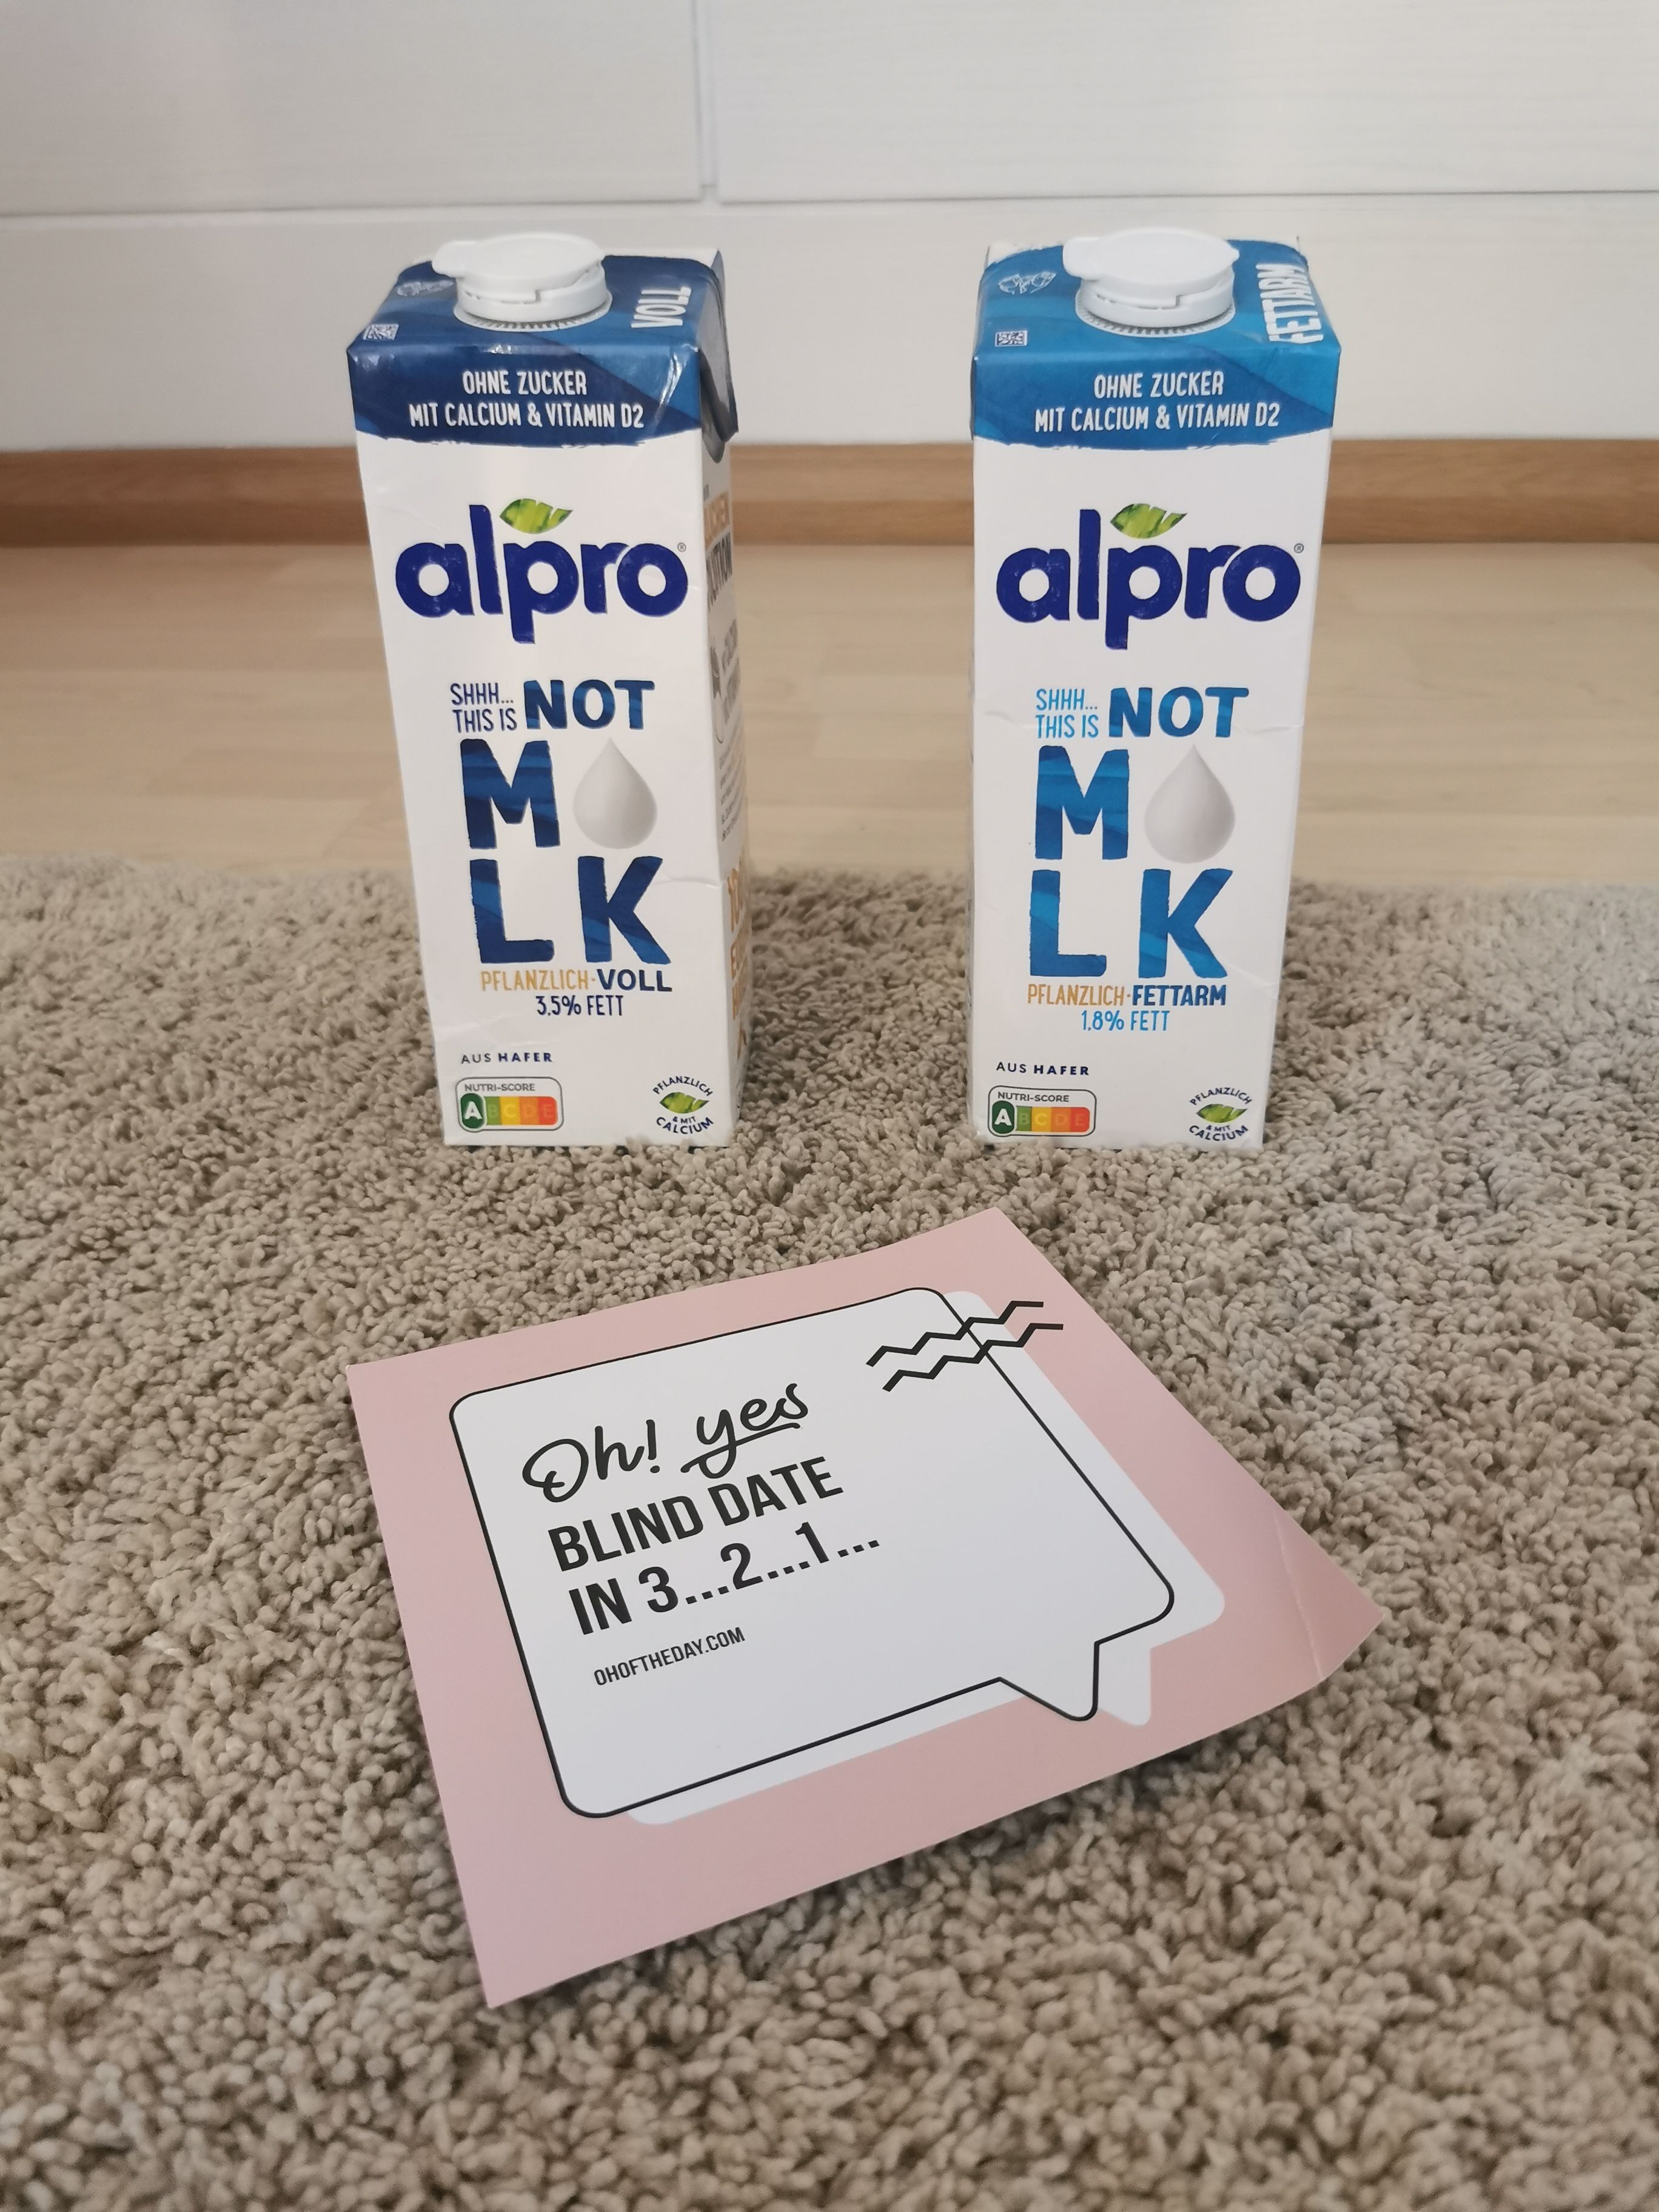 VOLL
OHNE ZUCKER
MIT CALCIUM & VITAMIN D2
alpro®
SHHH...
THIS IS NOT
M LK
PFLANZLICH·VOLL
3.5% FETT
AUS HAFER
NUTRI-SCORE
A B C D E
PFLANZLICH
& MIT
CALCIUM
FETTARM
OHNE ZUCKER
MIT CALCIUM & VITAMIN D2
alpro®
SHHH...
THIS IS NOT
M LK
PFLANZLICH·FETTARM
1.8% FETT
AUS HAFER
NUTRI-SCORE
A B C D E
PFLANZLICH
& MIT
CALCIUM
Oh! yes
BLIND DATE
IN 3...2...1...
OHOFTHEDAY.COM